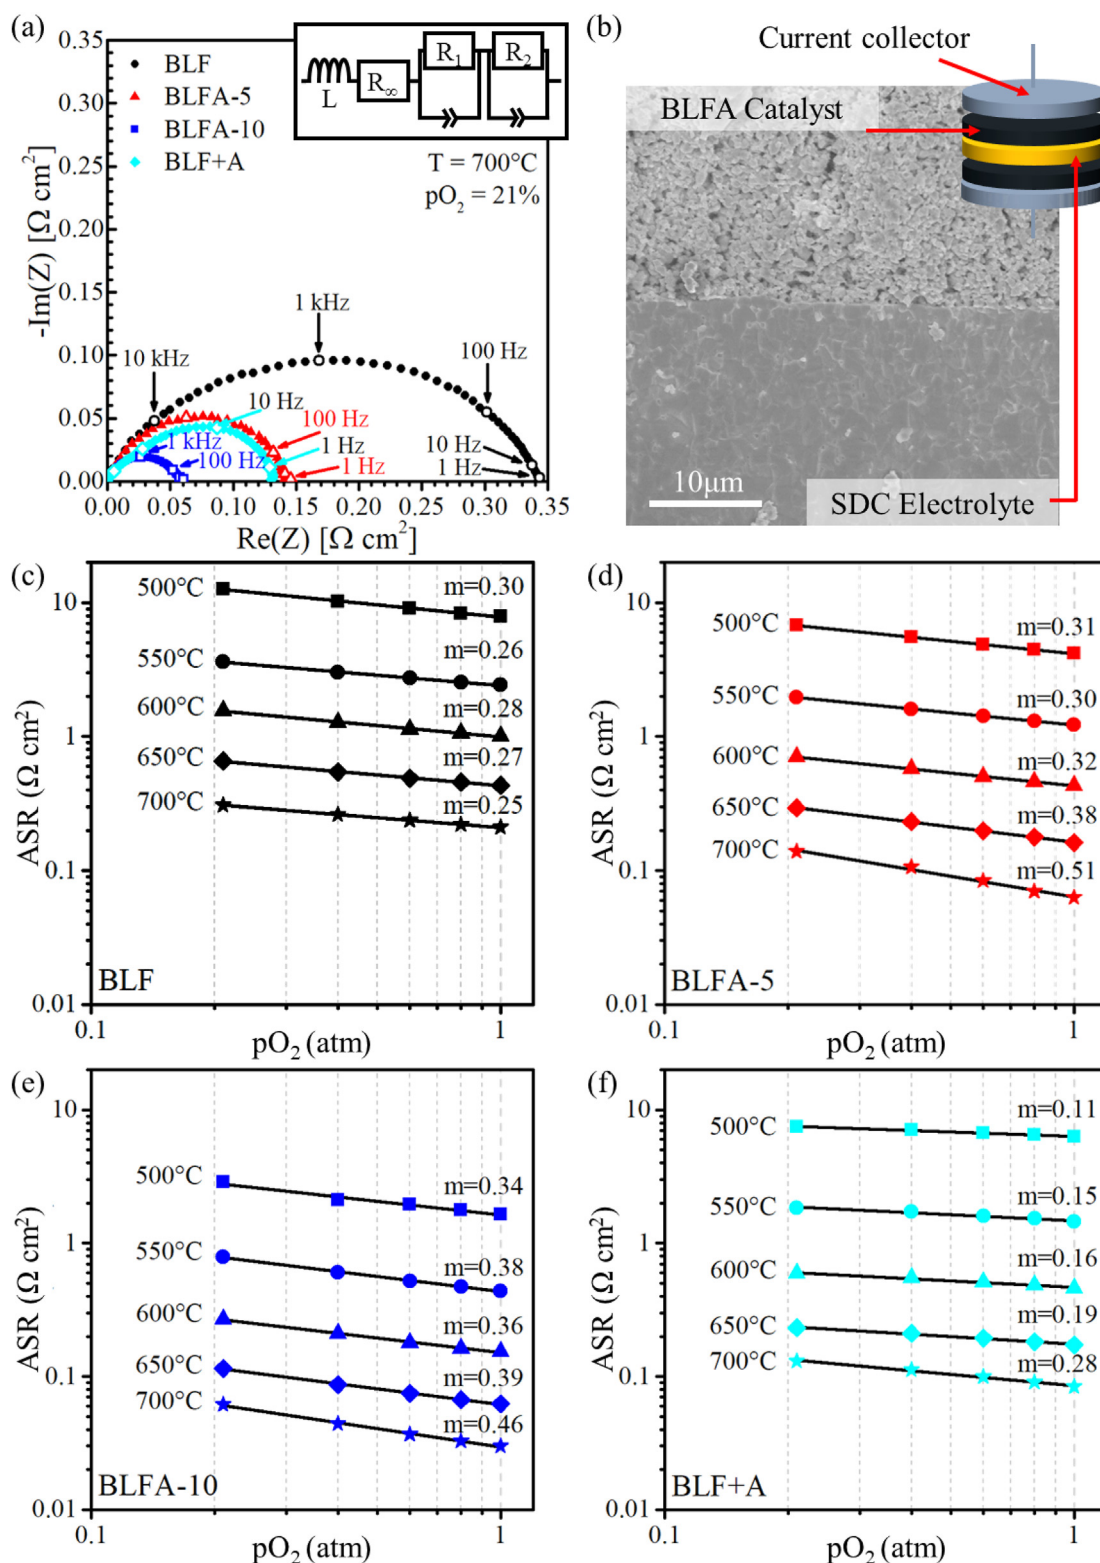 (a)
-Im(Z) [Ω cm²]
0.35
0.30
0.25
0.20
0.15
0.10
0.05
0.00
BLF
BLFA-5
BLFA-10
BLF+A
L
R∞
R₁
R₂
T = 700°C
pO₂ = 21%
10 kHz
1 kHz
100 Hz
10 Hz
1 Hz
10 Hz
100 Hz
1 Hz
1 Hz
1 kHz
100 Hz
0.00 0.05 0.10 0.15 0.20 0.25 0.30 0.35
Re(Z) [Ω cm²]
(b)
Current collector
BLFA Catalyst
10μm
SDC Electrolyte
(c)
ASR (Ω cm²)
10
1
0.1
0.01
500°C
m=0.30
550°C
m=0.26
600°C
m=0.28
650°C
m=0.27
700°C
m=0.25
BLF
0.1
1
pO₂ (atm)
(d)
ASR (Ω cm²)
10
1
0.1
0.01
500°C
m=0.31
550°C
m=0.30
600°C
m=0.32
650°C
m=0.38
700°C
m=0.51
BLFA-5
0.1
1
pO₂ (atm)
(e)
ASR (Ω cm²)
10
1
0.1
0.01
500°C
m=0.34
550°C
m=0.38
600°C
m=0.36
650°C
m=0.39
700°C
m=0.46
BLFA-10
0.1
1
pO₂ (atm)
(f)
ASR (Ω cm²)
10
1
0.1
0.01
500°C
m=0.11
550°C
m=0.15
600°C
m=0.16
650°C
m=0.19
700°C
m=0.28
BLF+A
0.1
1
pO₂ (atm)